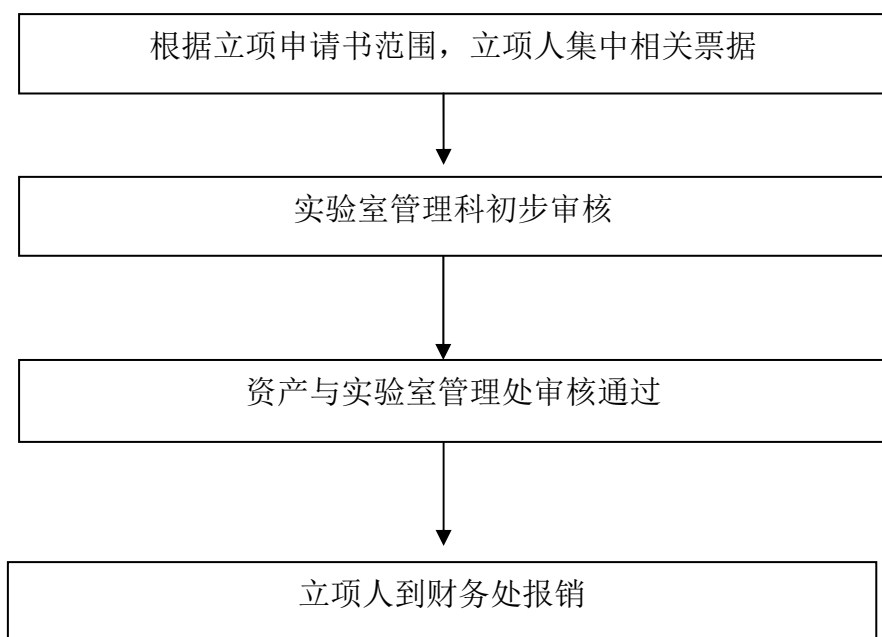 根据立项申请书范围，立项人集中相关票据
实验室管理科初步审核
资产与实验室管理处审核通过
立项人到财务处报销